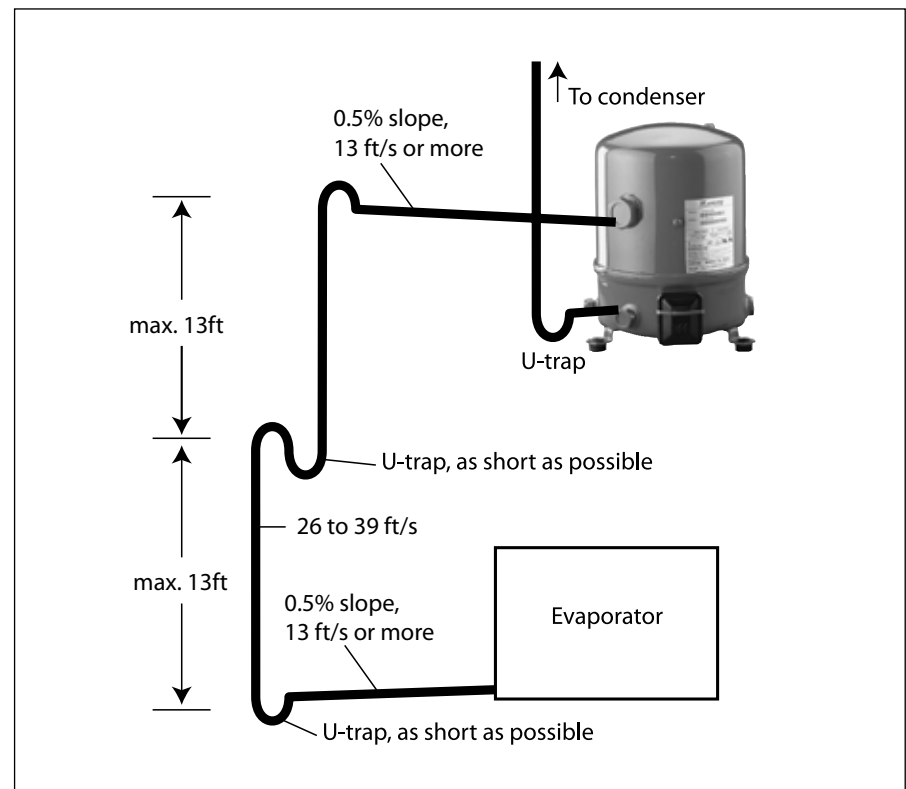 To condenser
0.5% slope,
13 ft/s or more
max. 13ft
U-trap
U-trap, as short as possible
26 to 39 ft/s
max. 13ft
0.5% slope,
13 ft/s or more
Evaporator
U-trap, as short as possible